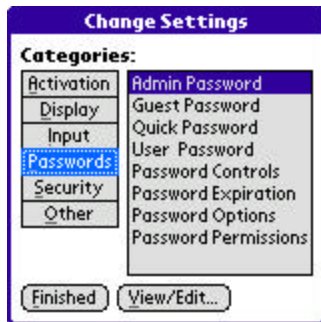 Change Settings
Categories:
Activation
Display
Input
Passwords
Security
Other
Admin Password
Guest Password
Quick Password
User Password
Password Controls
Password Expiration
Password Options
Password Permissions
Finished
View/Edit...